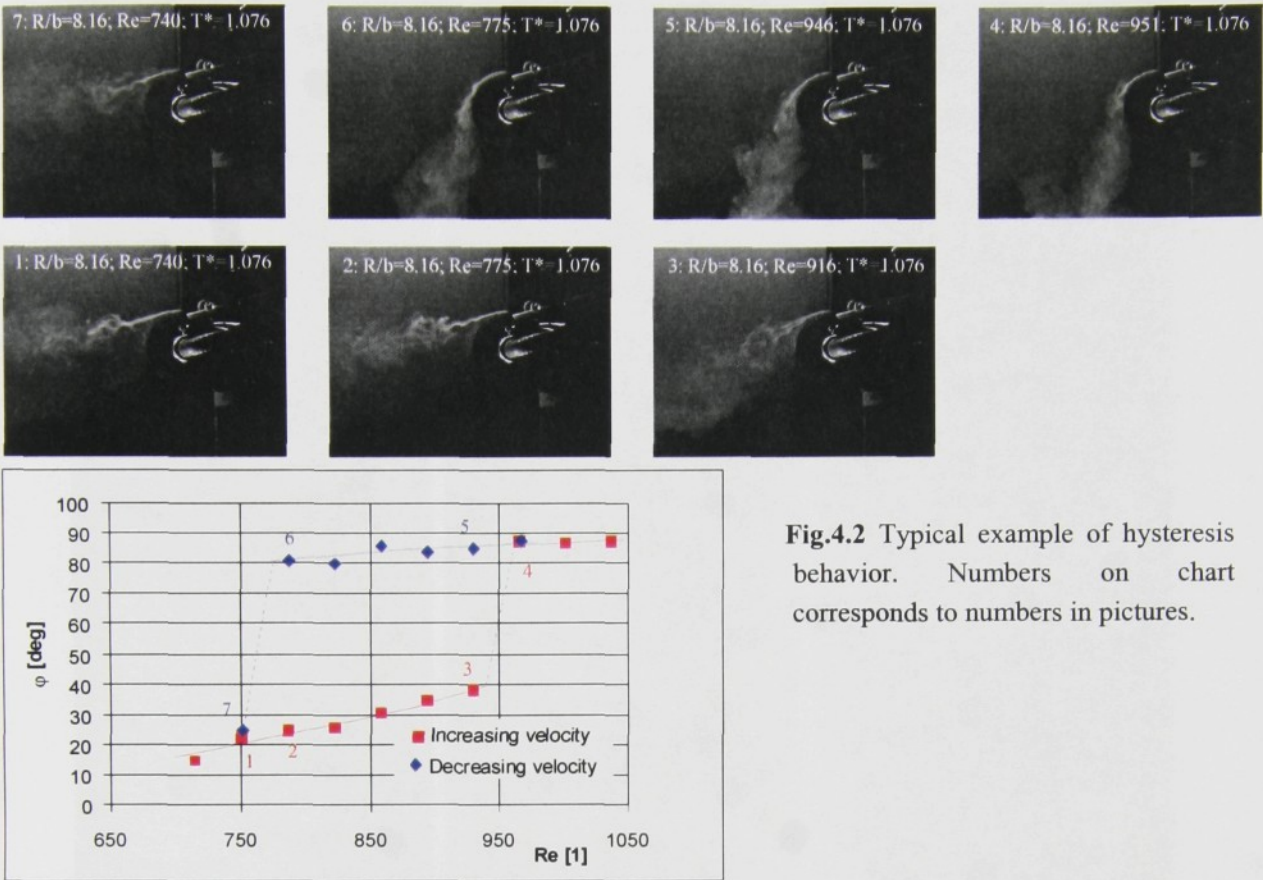 7: R/b=8.16; Re=740; T*=1.076
6: R/b=8.16; Re=775; T*=1.076
5: R/b=8.16; Re=946; T*=1.076
4: R/b=8.16; Re=951; T*=1.076
1: R/b=8.16; Re=740; T*=1.076
2: R/b=8.16; Re=775; T*=1.076
3: R/b=8.16; Re=916; T*=1.076
100
90
80
70
60
50
40
30
20
10
0
φ [deg]
6
5
4
3
7
1
2
Increasing velocity
Decreasing velocity
650
750
850
950
1050
Re [1]
Fig.4.2 Typical example of hysteresis
behavior. Numbers on chart
corresponds to numbers in pictures.